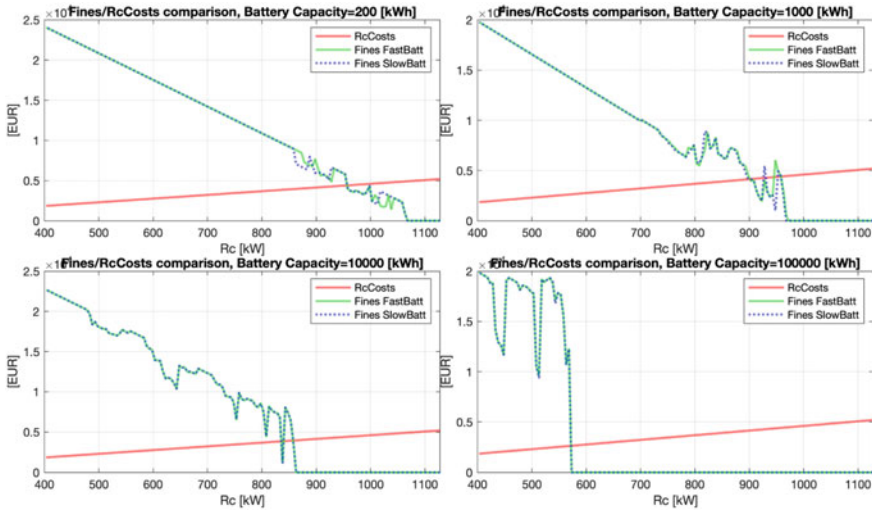 Fines/RcCosts comparison, Battery Capacity=200 [kWh]
2.5
2
1.5
1
0.5
0
[EUR]
RcCosts
Fines FastBatt
Fines SlowBatt
400 500 600 700 800 900 1000 1100
Rc [kW]
Fines/RcCosts comparison, Battery Capacity=1000 [kWh]
2
1.5
1
0.5
0
[EUR]
RcCosts
Fines FastBatt
Fines SlowBatt
400 500 600 700 800 900 1000 1100
Rc [kW]
Fines/RcCosts comparison, Battery Capacity=10000 [kWh]
2.5
2
1.5
1
0.5
0
[EUR]
RcCosts
Fines FastBatt
Fines SlowBatt
400 500 600 700 800 900 1000 1100
Rc [kW]
Fines/RcCosts comparison, Battery Capacity=100000 [kWh]
2
1.5
1
0.5
0
[EUR]
RcCosts
Fines FastBatt
Fines SlowBatt
400 500 600 700 800 900 1000 1100
Rc [kW]